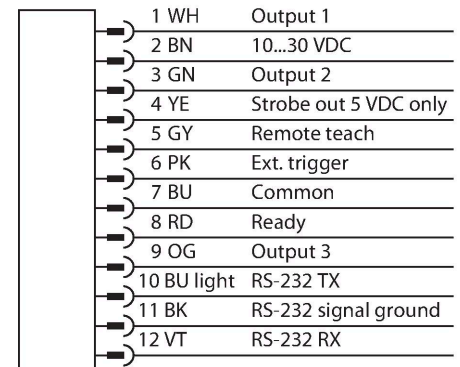 1 WH Output 1
2 BN 10...30 VDC
3 GN Output 2
4 YE Strobe out 5 VDC only
5 GY Remote teach
6 PK Ext. trigger
7 BU Common
8 RD Ready
9 OG Output 3
10 BU light RS-232 TX
11 BK RS-232 signal ground
12 VT RS-232 RX